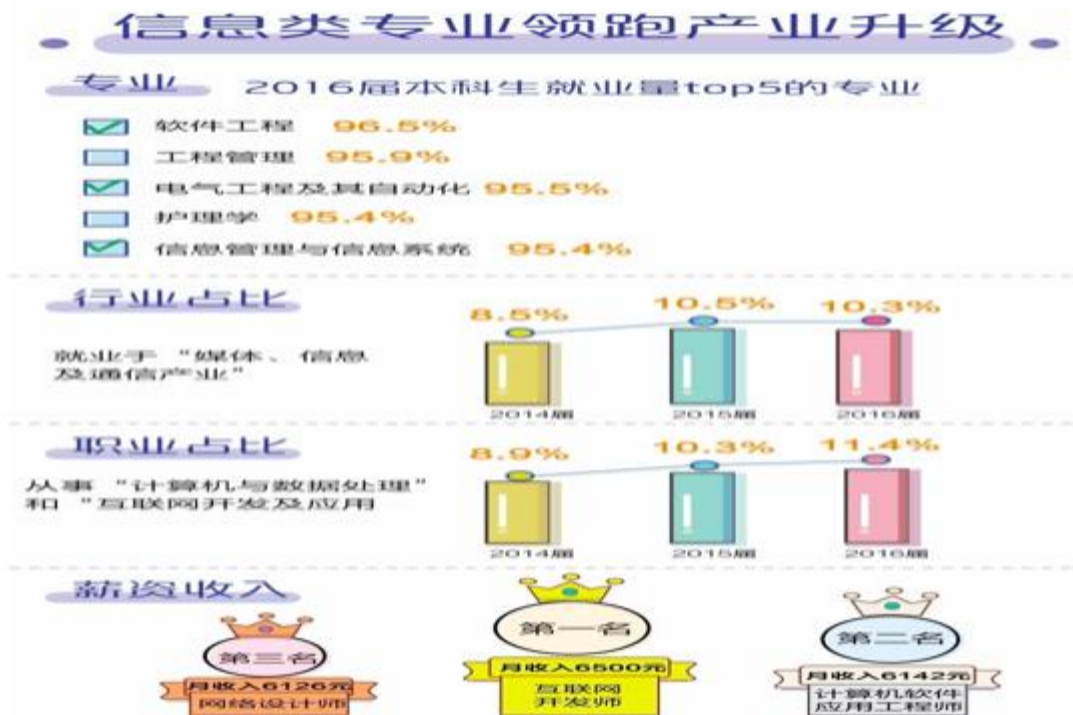 信息类专业领跑产业升级
专业 2016届本科生就业量top5的专业
软件工程 96.5%
工程管理 95.9%
电气工程及其自动化 95.5%
护理学 95.4%
信息管理与信息系统 95.4%
行业占比
就业于“媒体、信息
及通信产业”
8.5% 10.5% 10.3%
2014届 2015届 2016届
职业占比
从事“计算机与数据处理”
和“互联网开发及应用
8.9% 10.3% 11.4%
2014届 2015届 2016届
薪资收入
第三名
月收入6126元
网络设计师
第一名
月收入6500元
互联网
开发师
第二名
月收入6142元
计算机软件
应用工程师